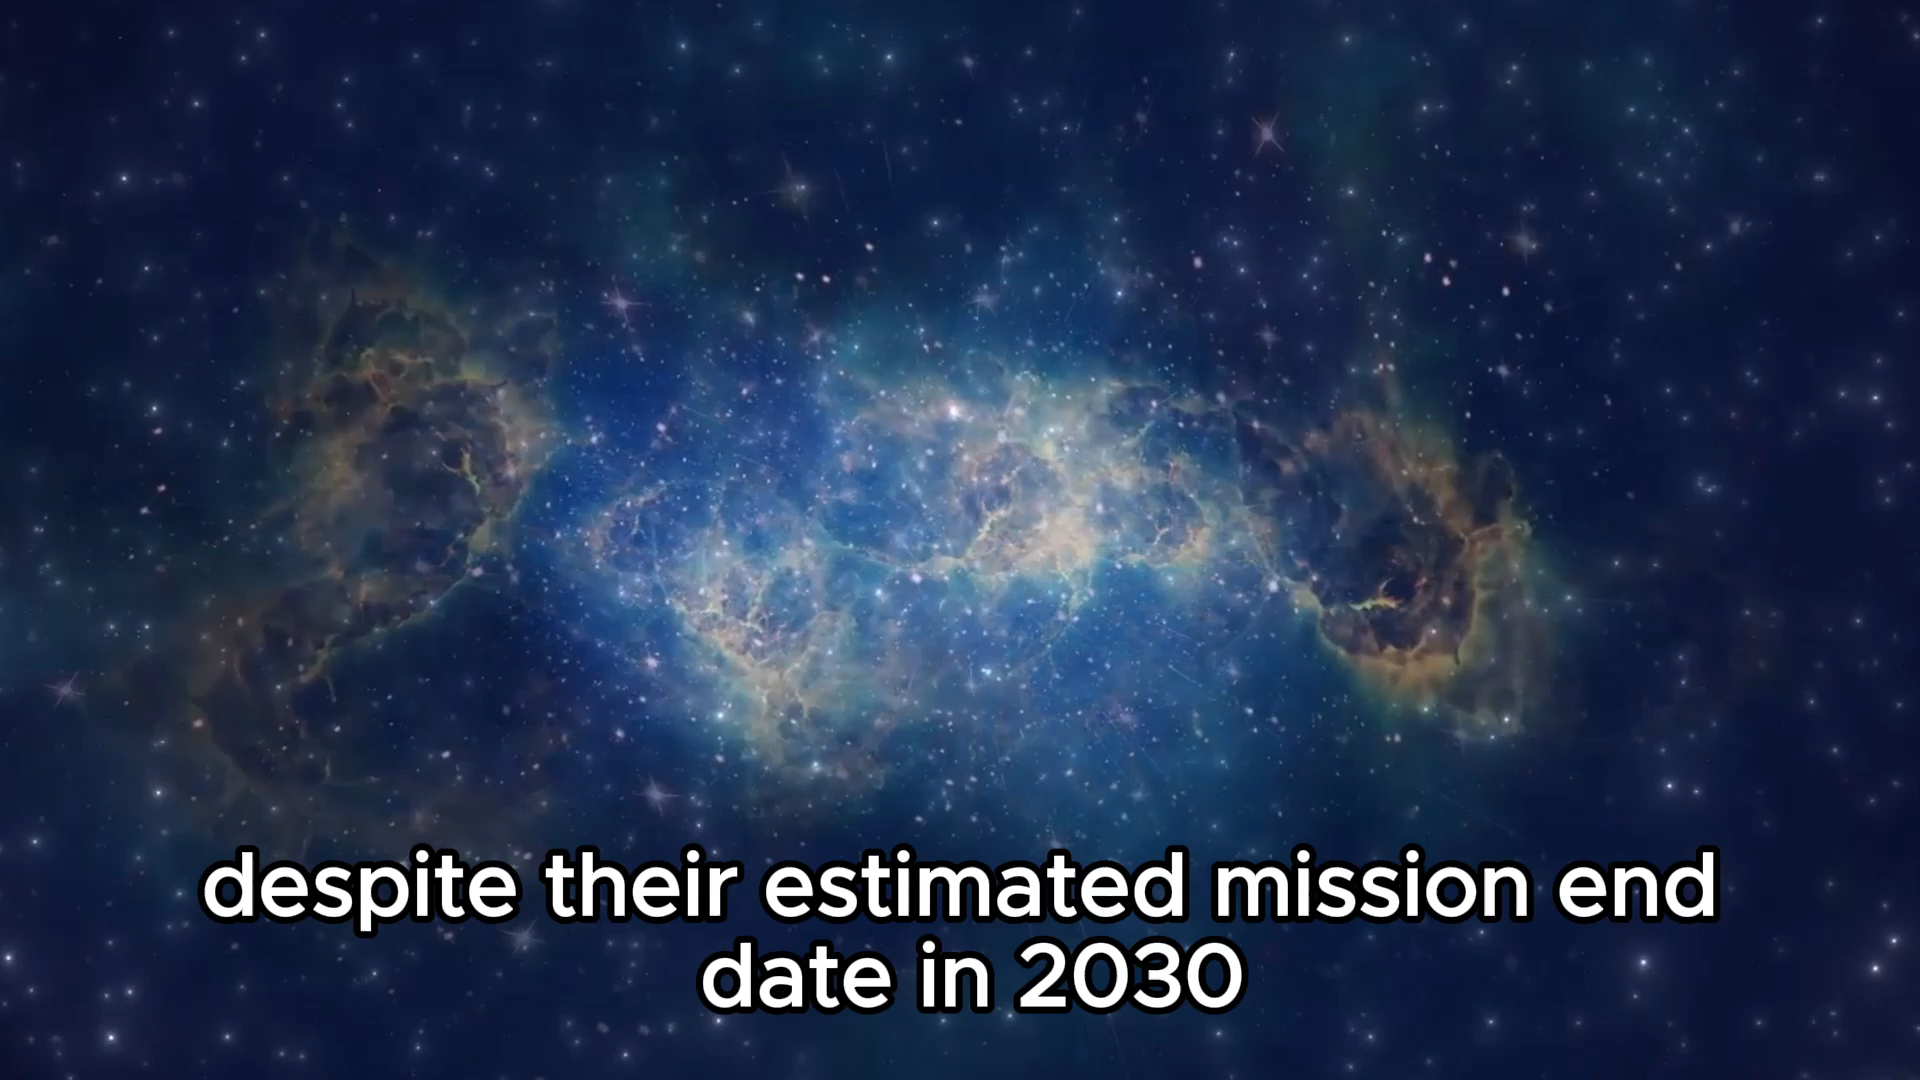 despite their estimated mission end
date in 2030